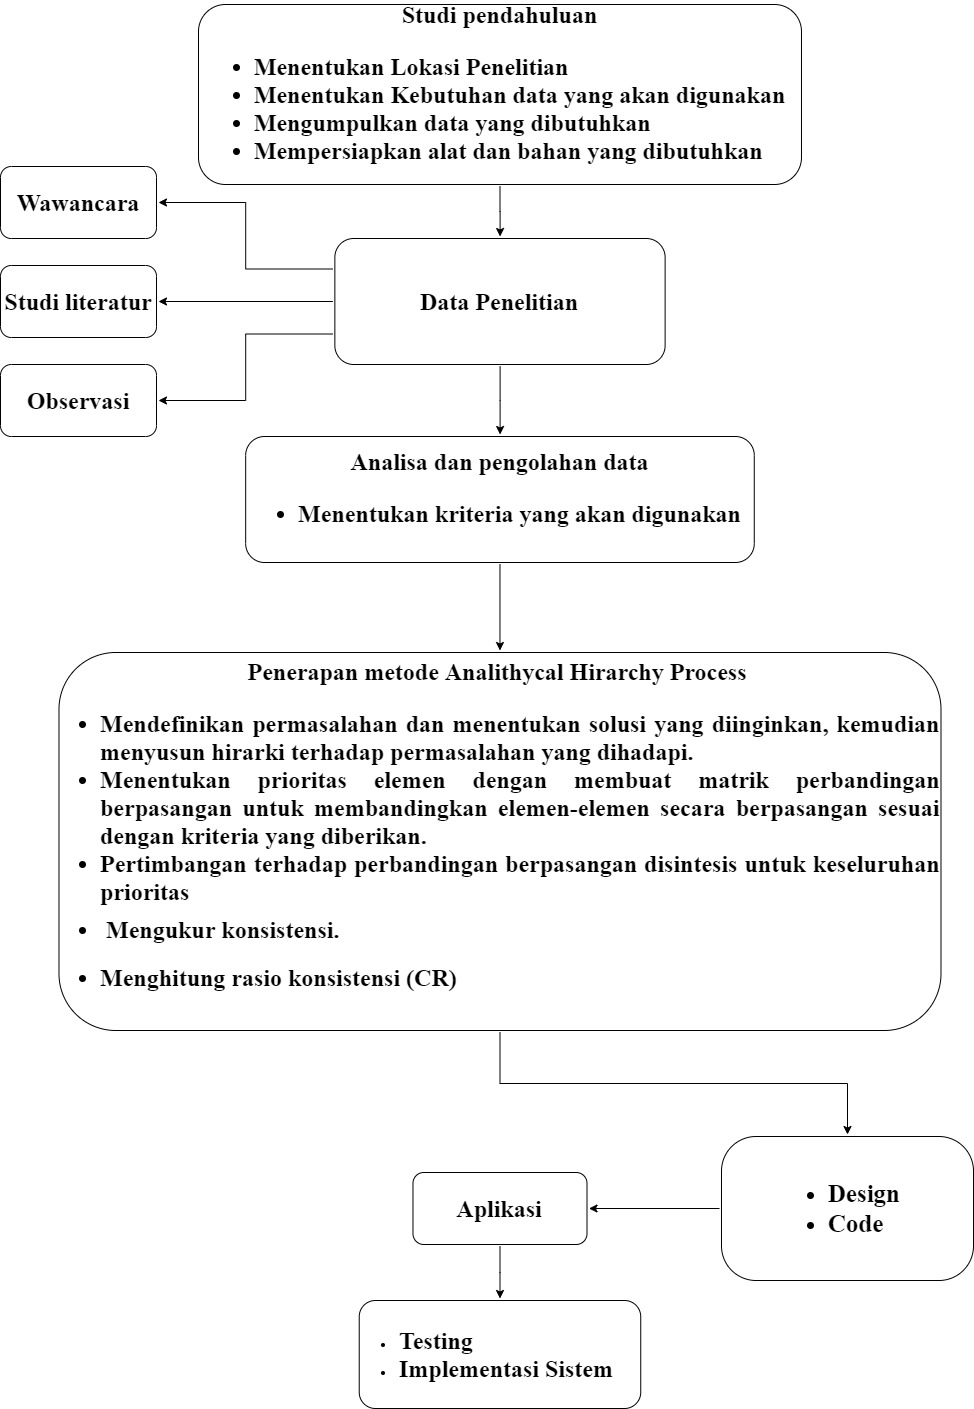 Studi pendahuluan
• Menentukan Lokasi Penelitian
• Menentukan Kebutuhan data yang akan digunakan
• Mengumpulkan data yang dibutuhkan
• Mempersiapkan alat dan bahan yang dibutuhkan
Wawancara
Studi literatur
Observasi
Data Penelitian
Analisa dan pengolahan data
• Menentukan kriteria yang akan digunakan
Penerapan metode Analithycal Hirarchy Process
• Mendefinikan permasalahan dan menentukan solusi yang diinginkan, kemudian
menyusun hirarki terhadap permasalahan yang dihadapi.
• Menentukan prioritas elemen dengan membuat matrik perbandingan
berpasangan untuk membandingkan elemen-elemen secara berpasangan sesuai
dengan kriteria yang diberikan.
• Pertimbangan terhadap perbandingan berpasangan disintesis untuk keseluruhan
prioritas
• Mengukur konsistensi.
• Menghitung rasio konsistensi (CR)
• Design
• Code
Aplikasi
• Testing
• Implementasi Sistem